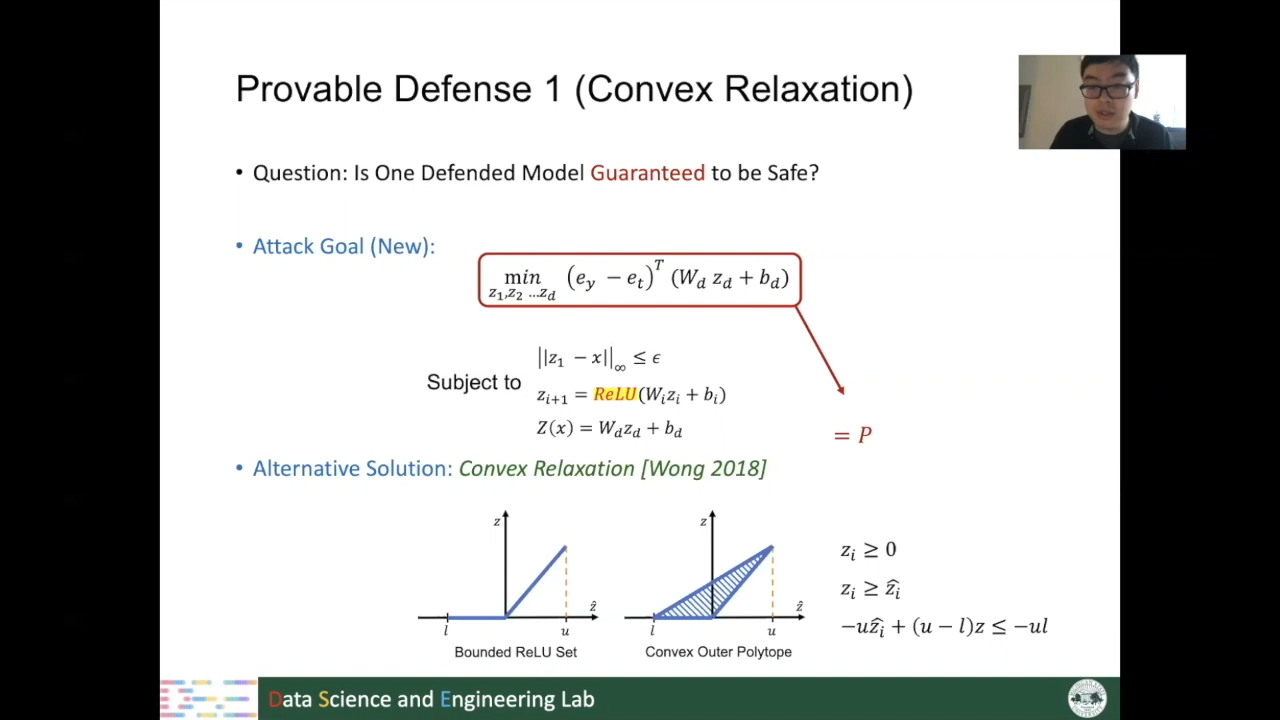 Provable Defense 1 (Convex Relaxation)
• Question: Is One Defended Model Guaranteed to be Safe?
• Attack Goal (New):
min (e_y − e_t)^T (W_d z_d + b_d)
z_1,z_2 …z_d
||z_1 − x||_∞ ≤ ϵ
Subject to
z_{i+1} = ReLU(W_i z_i + b_i)
Z(x) = W_d z_d + b_d
= P
• Alternative Solution: Convex Relaxation [Wong 2018]
z
ẑ
l
u
Bounded ReLU Set
z
ẑ
l
u
Convex Outer Polytope
z_i ≥ 0
z_i ≥ ẑ_i
−uẑ_i + (u − l)z ≤ −ul
Data Science and Engineering Lab